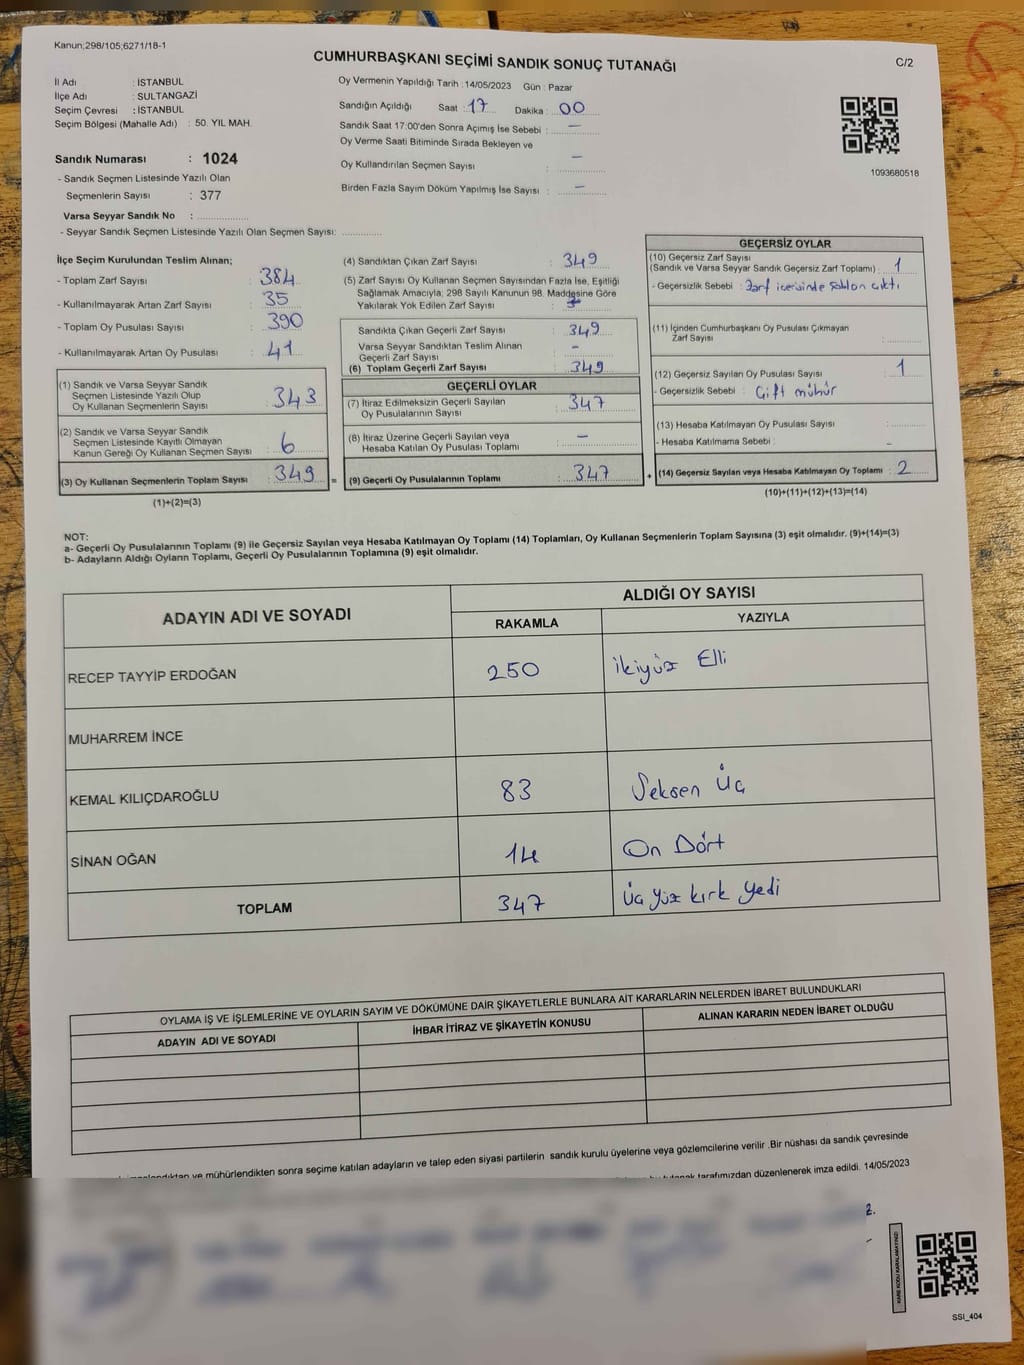 Kanun;298/105;6271/18-1
CUMHURBAŞKANI SEÇİMİ SANDIK SONUÇ TUTANAĞI
C/2
İl Adı : İSTANBUL
İlçe Adı : SULTANGAZİ
Seçim Çevresi : İSTANBUL
Seçim Bölgesi (Mahalle Adı) : 50. YIL MAH.
Sandık Numarası : 1024
- Sandık Seçmen Listesinde Yazılı Olan
Seçmenlerin Sayısı : 377
Varsa Seyyar Sandık No : ................
- Seyyar Sandık Seçmen Listesinde Yazılı Olan Seçmen Sayısı: ............
Oy Vermenin Yapıldığı Tarih : 14/05/2023 Gün : Pazar
Sandığın Açıldığı Saat : 17 Dakika : 00
Sandık Saat 17:00'den Sonra Açımış İse Sebebi : –
Oy Verme Saati Bitiminde Sırada Bekleyen ve
Oy Kullandırılan Seçmen Sayısı : –
Birden Fazla Sayım Döküm Yapılmış İse Sayısı : –
1093680518
İlçe Seçim Kurulundan Teslim Alınan;
- Toplam Zarf Sayısı : 384
- Kullanılmayarak Artan Zarf Sayısı : 35
- Toplam Oy Pusulası Sayısı : 390
- Kullanılmayarak Artan Oy Pusulası : 41
(1) Sandık ve Varsa Seyyar Sandık
Seçmen Listesinde Yazılı Olup
Oy Kullanan Seçmenlerin Sayısı : 343
(2) Sandık ve Varsa Seyyar Sandık
Seçmen Listesinde Kayıtlı Olmayan
Kanun Gereği Oy Kullanan Seçmen Sayısı : 6
(3) Oy Kullanan Seçmenlerin Toplam Sayısı : 349 =
(1)+(2)=(3)
(4) Sandıktan Çıkan Zarf Sayısı : 349
(5) Zarf Sayısı Oy Kullanan Seçmen Sayısından Fazla İse, Eşitliği
Sağlamak Amacıyla; 298 Sayılı Kanunun 98. Maddesine Göre
Yakılarak Yok Edilen Zarf Sayısı :
Sandıkta Çıkan Geçerli Zarf Sayısı : 349
Varsa Seyyar Sandıktan Teslim Alınan
Geçerli Zarf Sayısı : –
(6) Toplam Geçerli Zarf Sayısı : 349
GEÇERLİ OYLAR
(7) İtiraz Edilmeksizin Geçerli Sayılan
Oy Pusulalarının Sayısı : 347
(8) İtiraz Üzerine Geçerli Sayılan veya
Hesaba Katılan Oy Pusulası Toplamı : –
(9) Geçerli Oy Pusulalarının Toplamı : 347 +
GEÇERSİZ OYLAR
(10) Geçersiz Zarf Sayısı
(Sandık ve Varsa Seyyar Sandık Geçersiz Zarf Toplamı) : 1
- Geçersizlik Sebebi : Zarf icerisinde şablon çıktı
(11) İçinden Cumhurbaşkanı Oy Pusulası Çıkmayan
Zarf Sayısı : ............
(12) Geçersiz Sayılan Oy Pusulası Sayısı : 1
- Geçersizlik Sebebi : Çift mühür
(13) Hesaba Katılmayan Oy Pusulası Sayısı : ............
- Hesaba Katılmama Sebebi : –
(14) Geçersiz Sayılan veya Hesaba Katılmayan Oy Toplamı : 2
(10)+(11)+(12)+(13)=(14)
NOT:
a- Geçerli Oy Pusulalarının Toplamı (9) ile Geçersiz Sayılan veya Hesaba Katılmayan Oy Toplamı (14) Toplamları, Oy Kullanan Seçmenlerin Toplam Sayısına (3) eşit olmalıdır. (9)+(14)=(3)
b- Adayların Aldığı Oyların Toplamı, Geçerli Oy Pusulalarının Toplamına (9) eşit olmalıdır.
ADAYIN ADI VE SOYADI
ALDIĞI OY SAYISI
RAKAMLA YAZIYLA
RECEP TAYYİP ERDOĞAN 250 ikiyüz Elli
MUHARREM İNCE
KEMAL KILIÇDAROĞLU 83 Seksen üç
SİNAN OĞAN 14 On Dört
TOPLAM 347 üç yüz kırk yedi
OYLAMA İŞ VE İŞLEMLERİNE VE OYLARIN SAYIM VE DÖKÜMÜNE DAİR ŞİKAYETLERLE BUNLARA AİT KARARLARIN NELERDEN İBARET BULUNDUKLARI
ADAYIN ADI VE SOYADI İHBAR İTİRAZ VE ŞİKAYETİN KONUSU ALINAN KARARIN NEDEN İBARET OLDUĞU
ve mühürlendikten sonra seçime katılan adayların ve talep eden siyasi partilerin sandık kurulu üyelerine veya gözlemcilerine verilir .Bir nüshası da sandık çevresinde
tutanak tarafımızdan düzenlenerek imza edildi. 14/05/2023
2.
KARE KODU KARALAMAYINIZ!
SSI_404